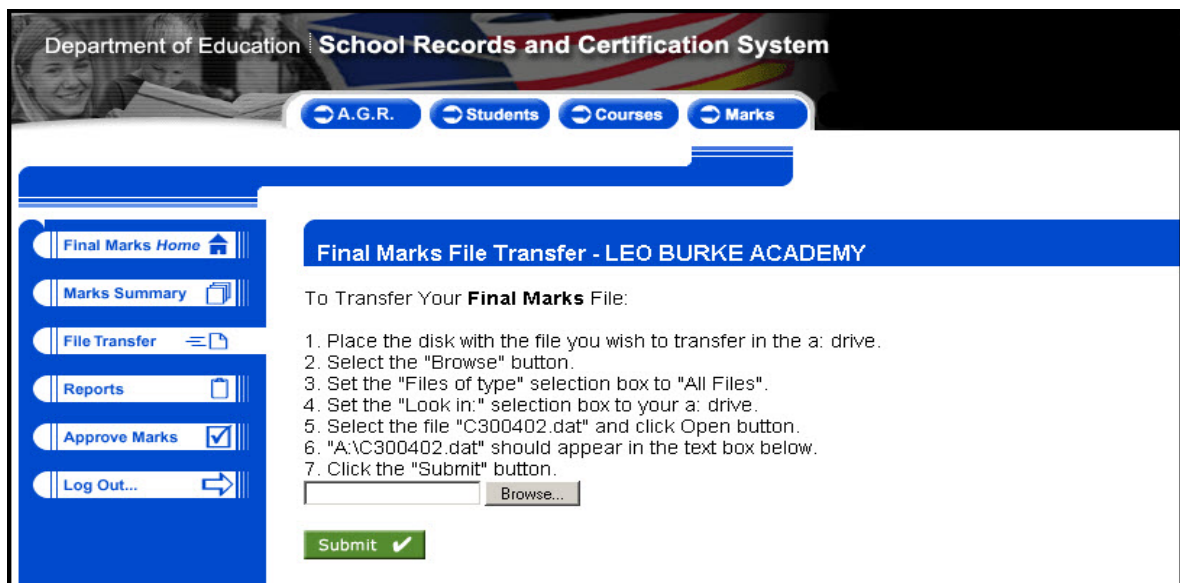 Department of Education School Records and Certification System
A.G.R. Students Courses Marks
Final Marks Home
Marks Summary
File Transfer
Reports
Approve Marks
Log Out...
Final Marks File Transfer - LEO BURKE ACADEMY
To Transfer Your Final Marks File:
1. Place the disk with the file you wish to transfer in the a: drive.
2. Select the "Browse" button.
3. Set the "Files of type" selection box to "All Files".
4. Set the "Look in:" selection box to your a: drive.
5. Select the file "C300402.dat" and click Open button.
6. "A:\C300402.dat" should appear in the text box below.
7. Click the "Submit" button.
Browse...
Submit